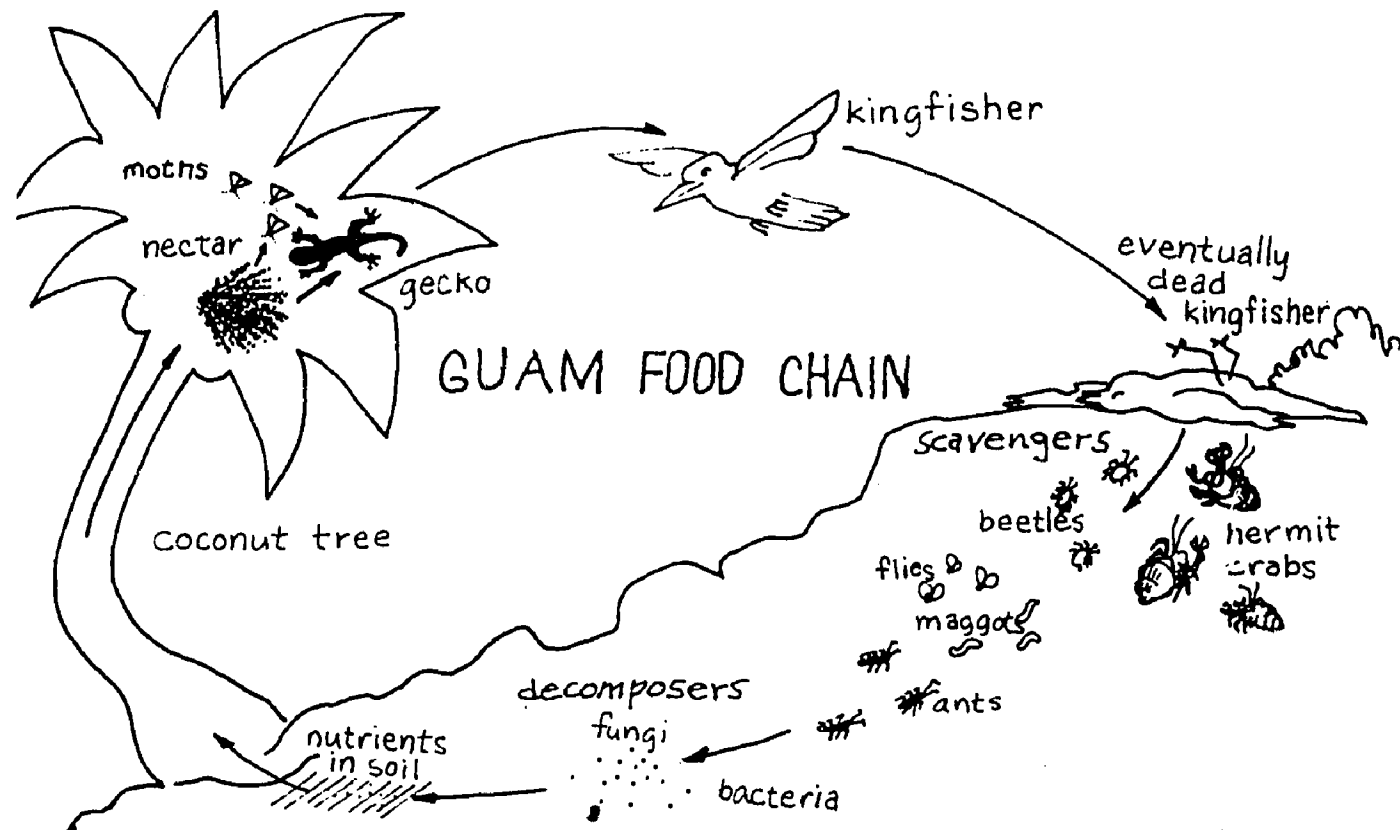 kingfisher
moths
nectar
gecko
eventually
dead
kingfisher
GUAM FOOD CHAIN
scavengers
beetles
hermit
crabs
flies
maggots
coconut tree
ants
decomposers
fungi
nutrients
in soil
bacteria